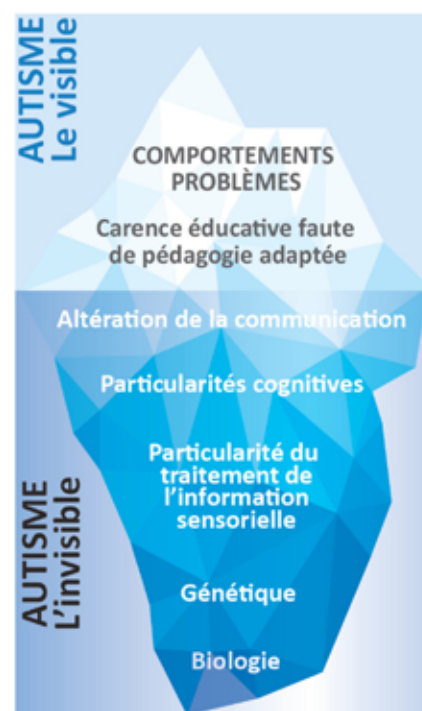 AUTISME
Le visible
COMPORTEMENTS
PROBLÈMES
Carence éducative faute
de pédagogie adaptée
Altération de la communication
Particularités cognitives
Particularité du
traitement de
l'information
sensorielle
AUTISME
L'invisible
Génétique
Biologie